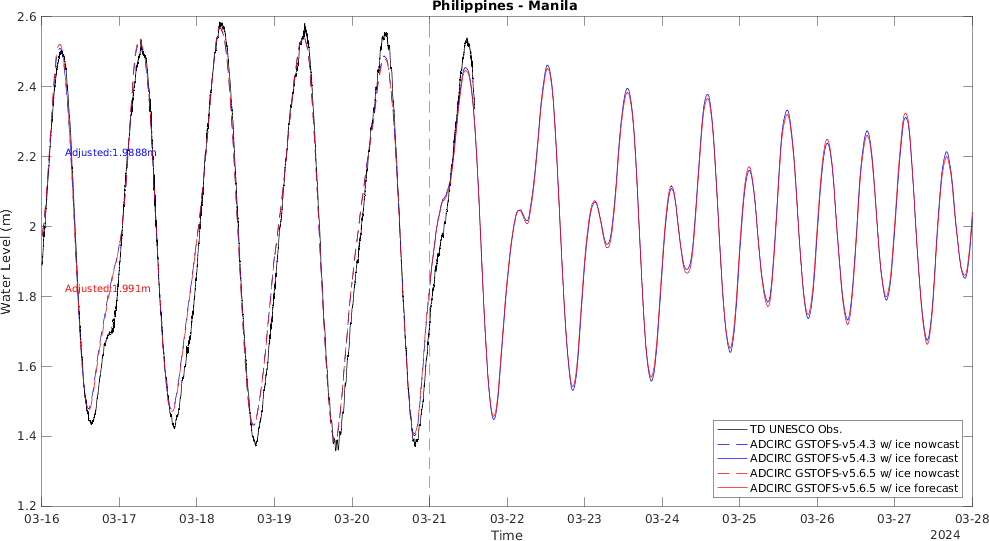 Philippines - Manila
2.6
2.4
2.2
2
1.8
1.6
1.4
1.2
Water Level (m)
Adjusted:1.9888m
Adjusted:1.991m
TD UNESCO Obs.
ADCIRC GSTOFS-v5.4.3 w/ ice nowcast
ADCIRC GSTOFS-v5.4.3 w/ ice forecast
ADCIRC GSTOFS-v5.6.5 w/ ice nowcast
ADCIRC GSTOFS-v5.6.5 w/ ice forecast
03-16 03-17 03-18 03-19 03-20 03-21 03-22 03-23 03-24 03-25 03-26 03-27 03-28
Time
2024